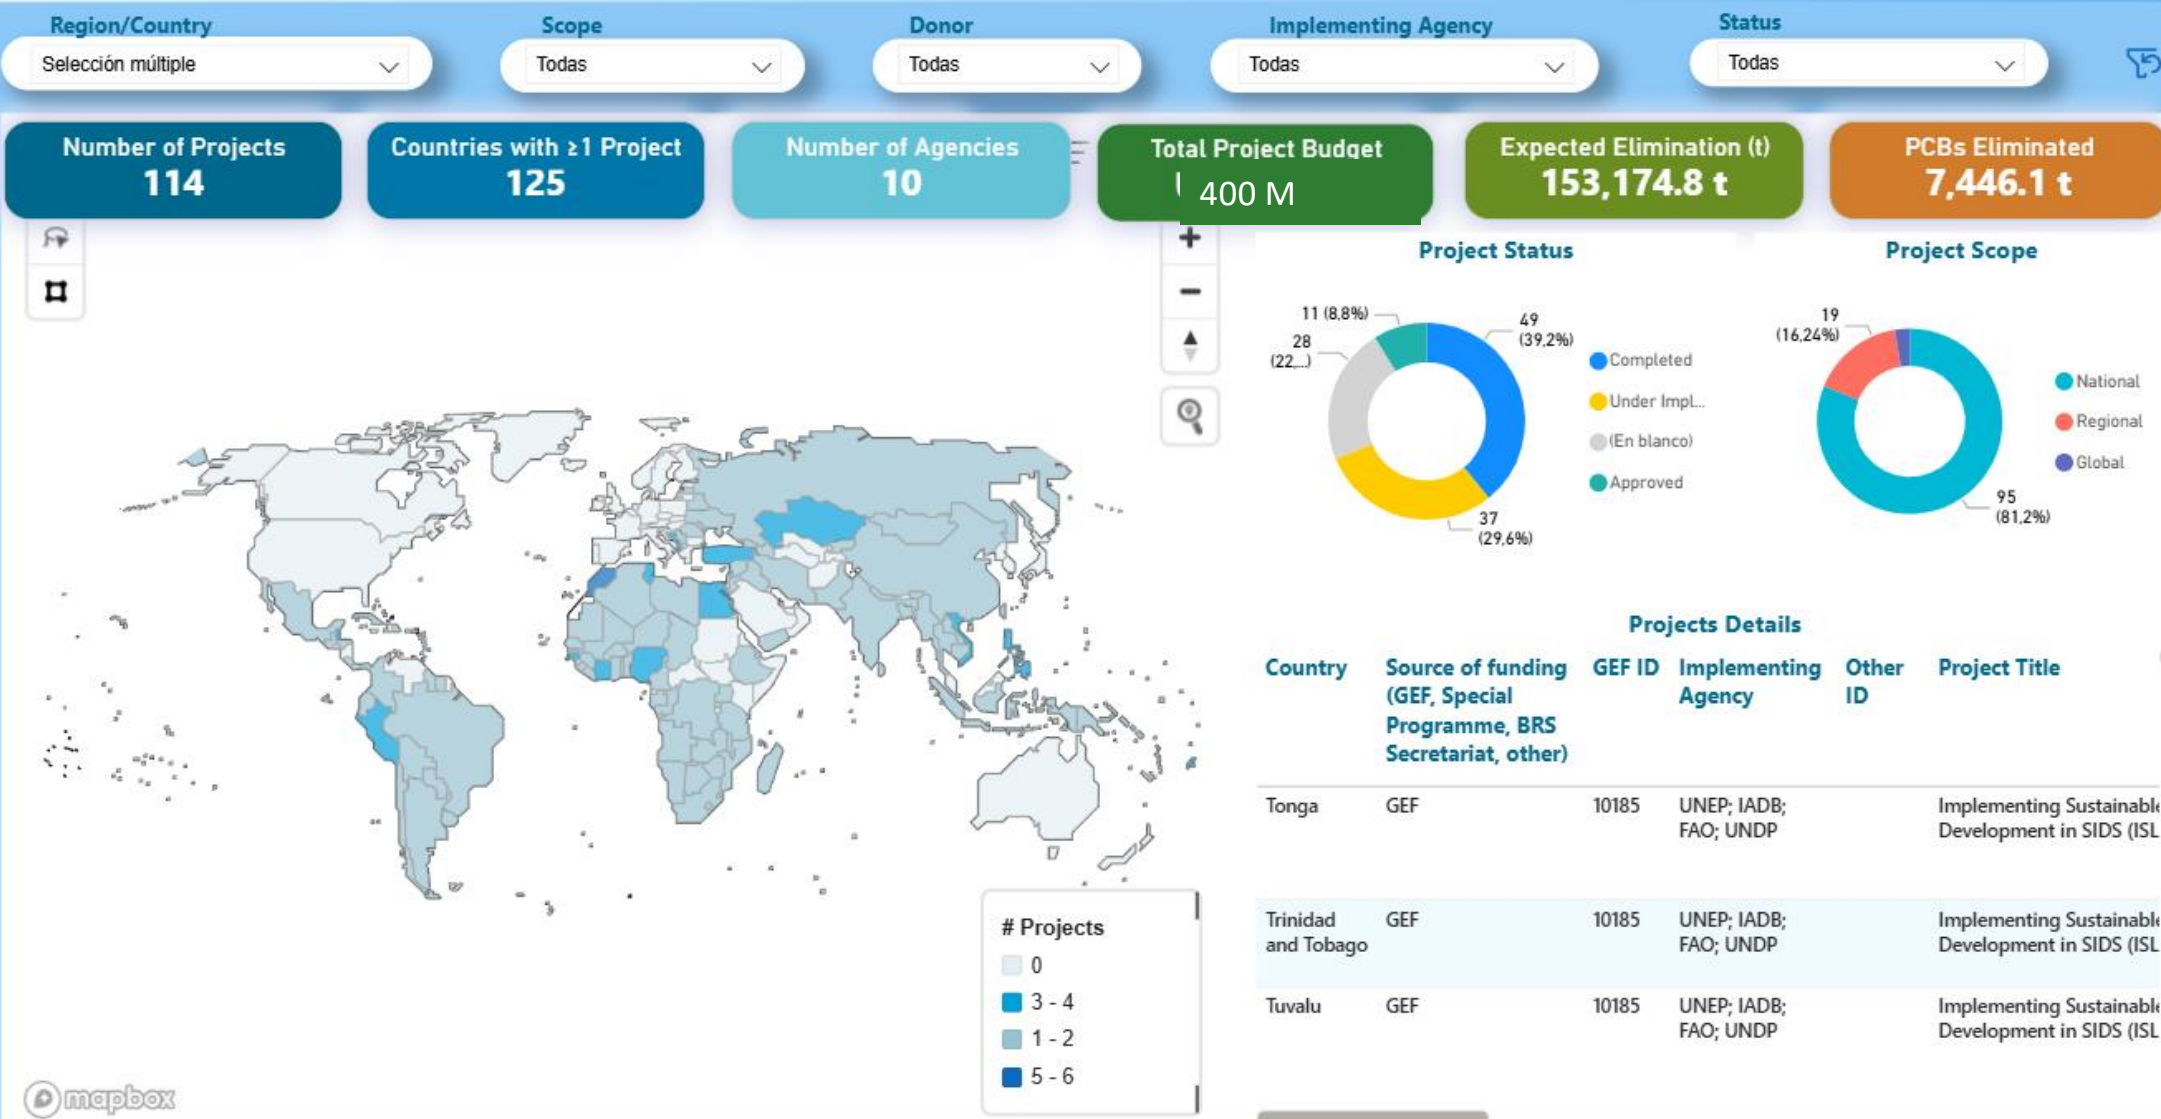 Region/Country
Scope
Donor
Implementing Agency
Status
Selección múltiple
Todas
Todas
Todas
Todas
Number of Projects
114
Countries with ≥1 Project
125
Number of Agencies
10
Total Project Budget
400 M
Expected Elimination (t)
153,174.8 t
PCBs Eliminated
7,446.1 t
Project Status
11 (8,8%)
28
(22,...)
49
(39,2%)
37
(29,6%)
Completed
Under Impl...
(En blanco)
Approved
Project Scope
19
(16,24%)
95
(81,2%)
National
Regional
Global
# Projects
0
3 - 4
1 - 2
5 - 6
mapbox
Projects Details
Country
Source of funding
(GEF, Special
Programme, BRS
Secretariat, other)
GEF ID
Implementing
Agency
Other
ID
Project Title
Tonga
GEF
10185
UNEP; IADB;
FAO; UNDP
Implementing Sustainable
Development in SIDS (ISL
Trinidad
and Tobago
GEF
10185
UNEP; IADB;
FAO; UNDP
Implementing Sustainable
Development in SIDS (ISL
Tuvalu
GEF
10185
UNEP; IADB;
FAO; UNDP
Implementing Sustainable
Development in SIDS (ISL